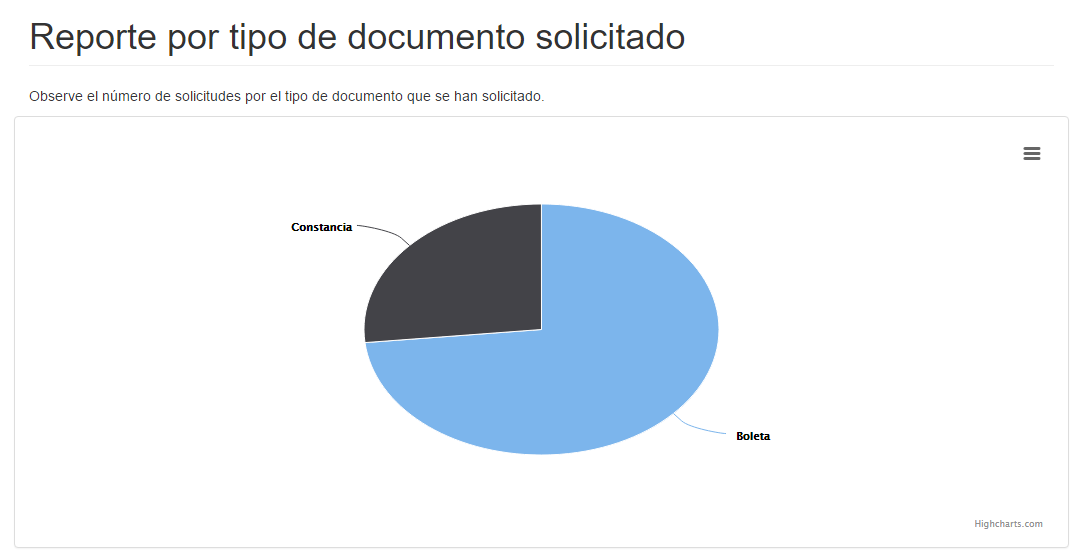 Reporte por tipo de documento solicitado
Observe el número de solicitudes por el tipo de documento que se han solicitado.
Constancia
Boleta
Highcharts.com